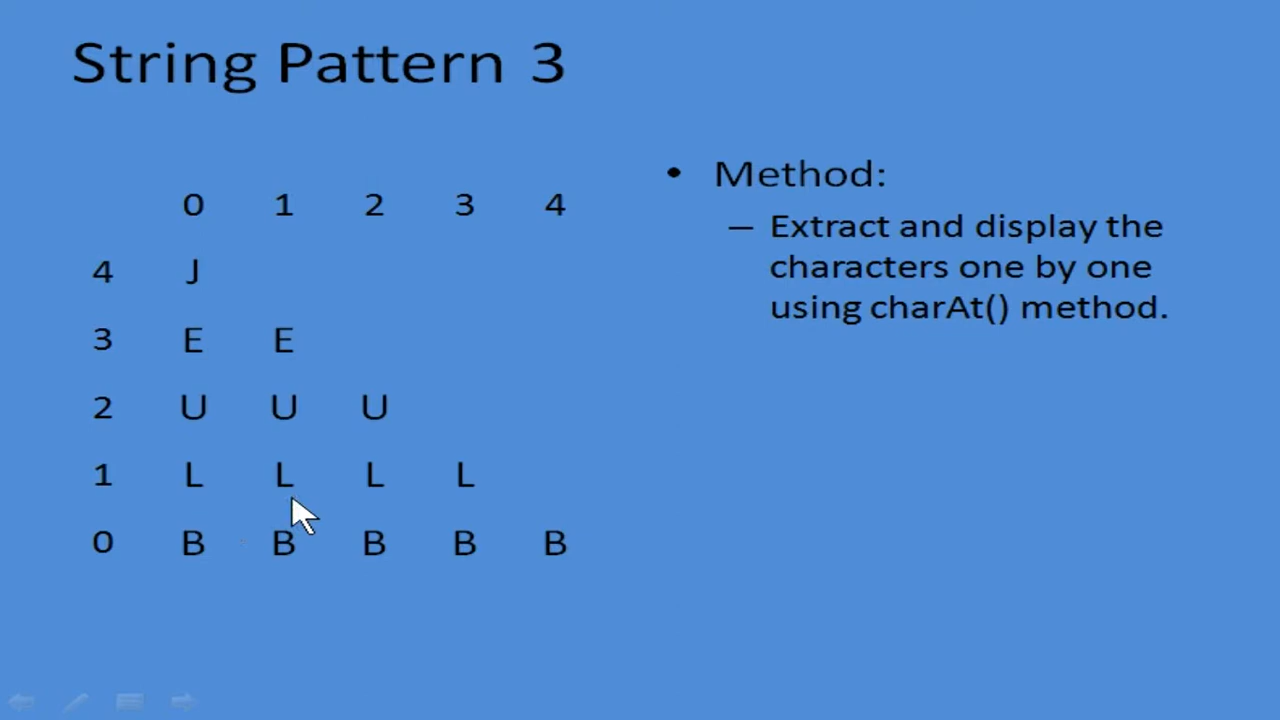 String Pattern 3
0 1 2 3 4
4 J
3 E E
2 U U U
1 L L L L
0 B B B B B
• Method:
– Extract and display the
characters one by one
using charAt() method.